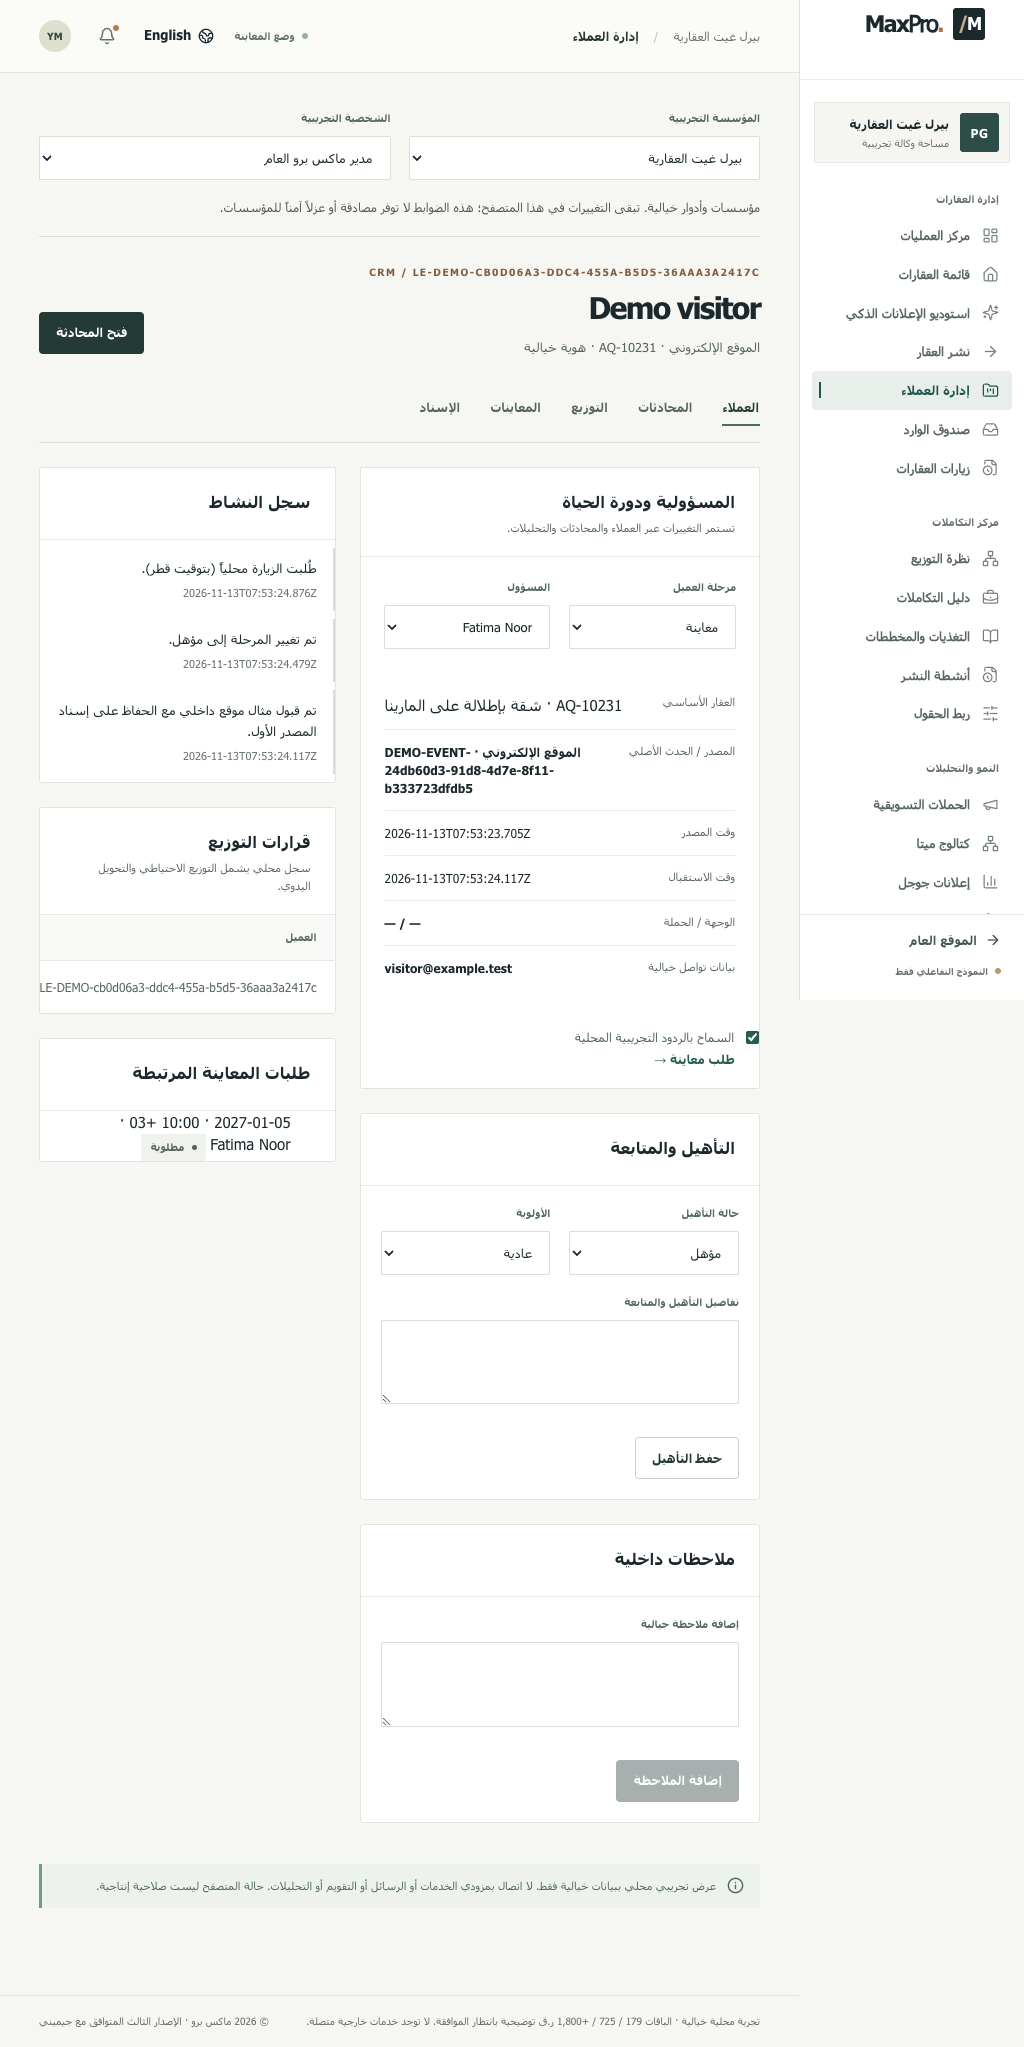 MaxPro.
/M
بيرل غيت العقارية / إدارة العملاء
وضع المعاينة
English
YM
PG
بيرل غيت العقارية
مساحة وكالة تجريبية
إدارة العقارات
مركز العمليات
قائمة العقارات
استوديو الإعلانات الذكي
نشر العقار
إدارة العملاء
صندوق الوارد
زيارات العقارات
مركز التكاملات
نظرة التوزيع
دليل التكاملات
التغذيات والمخططات
أنشطة النشر
ربط الحقول
النمو والتحليلات
الحملات التسويقية
كتالوج ميتا
إعلانات جوجل
الموقع العام
النموذج التفاعلي فقط
المؤسسة التجريبية
بيرل غيت العقارية
الشخصية التجريبية
مدير ماكس برو العام
مؤسسات وأدوار خيالية. تبقى التغييرات في هذا المتصفح؛ هذه الضوابط لا توفر مصادقة أو عزلاً آمناً للمؤسسات.
CRM / LE-DEMO-CB0D06A3-DDC4-455A-B5D5-36AAA3A2417C
Demo visitor
الموقع الإلكتروني · AQ-10231 · هوية خيالية
فتح المحادثة
العملاء
المحادثات
التوزيع
المعاينات
الإسناد
المسؤولية ودورة الحياة
تستمر التغييرات عبر العملاء والمحادثات والتحليلات.
مرحلة العميل
معاينة
المسؤول
Fatima Noor
العقار الأساسي
AQ-10231 · شقة بإطلالة على المارينا
المصدر / الحدث الأصلي
الموقع الإلكتروني · DEMO-EVENT-
24db60d3-91d8-4d7e-8f11-
b333723dfdb5
وقت المصدر
2026-11-13T07:53:23.705Z
وقت الاستقبال
2026-11-13T07:53:24.117Z
الوجهة / الحملة
— / —
بيانات تواصل خيالية
visitor@example.test
السماح بالردود التجريبية المحلية
طلب معاينة →
سجل النشاط
طُلبت الزيارة محلياً (بتوقيت قطر).
2026-11-13T07:53:24.876Z
تم تغيير المرحلة إلى مؤهل.
2026-11-13T07:53:24.479Z
تم قبول مثال موقع داخلي مع الحفاظ على إسناد
المصدر الأول.
2026-11-13T07:53:24.117Z
قرارات التوزيع
سجل محلي يشمل التوزيع الاحتياطي والتحويل
اليدوي.
العميل
LE-DEMO-cb0d06a3-ddc4-455a-b5d5-36aaa3a2417c
طلبات المعاينة المرتبطة
2027-01-05 · 10:00 +03 ·
Fatima Noor
مطلوبة
التأهيل والمتابعة
حالة التأهيل
مؤهل
الأولوية
عادية
تفاصيل التأهيل والمتابعة
حفظ التأهيل
ملاحظات داخلية
إضافة ملاحظة خيالية
إضافة الملاحظة
عرض تجريبي محلي ببيانات خيالية فقط. لا اتصال بمزودي الخدمات أو الرسائل أو التقويم أو التحليلات. حالة المتصفح ليست صلاحية إنتاجية.
تجربة محلية خيالية · الباقات 179 / 725 / +1,800 ر.ق توضيحية بانتظار الموافقة. لا توجد خدمات خارجية متصلة.
© 2026 ماكس برو · الإصدار الثالث المتوافق مع جيميني